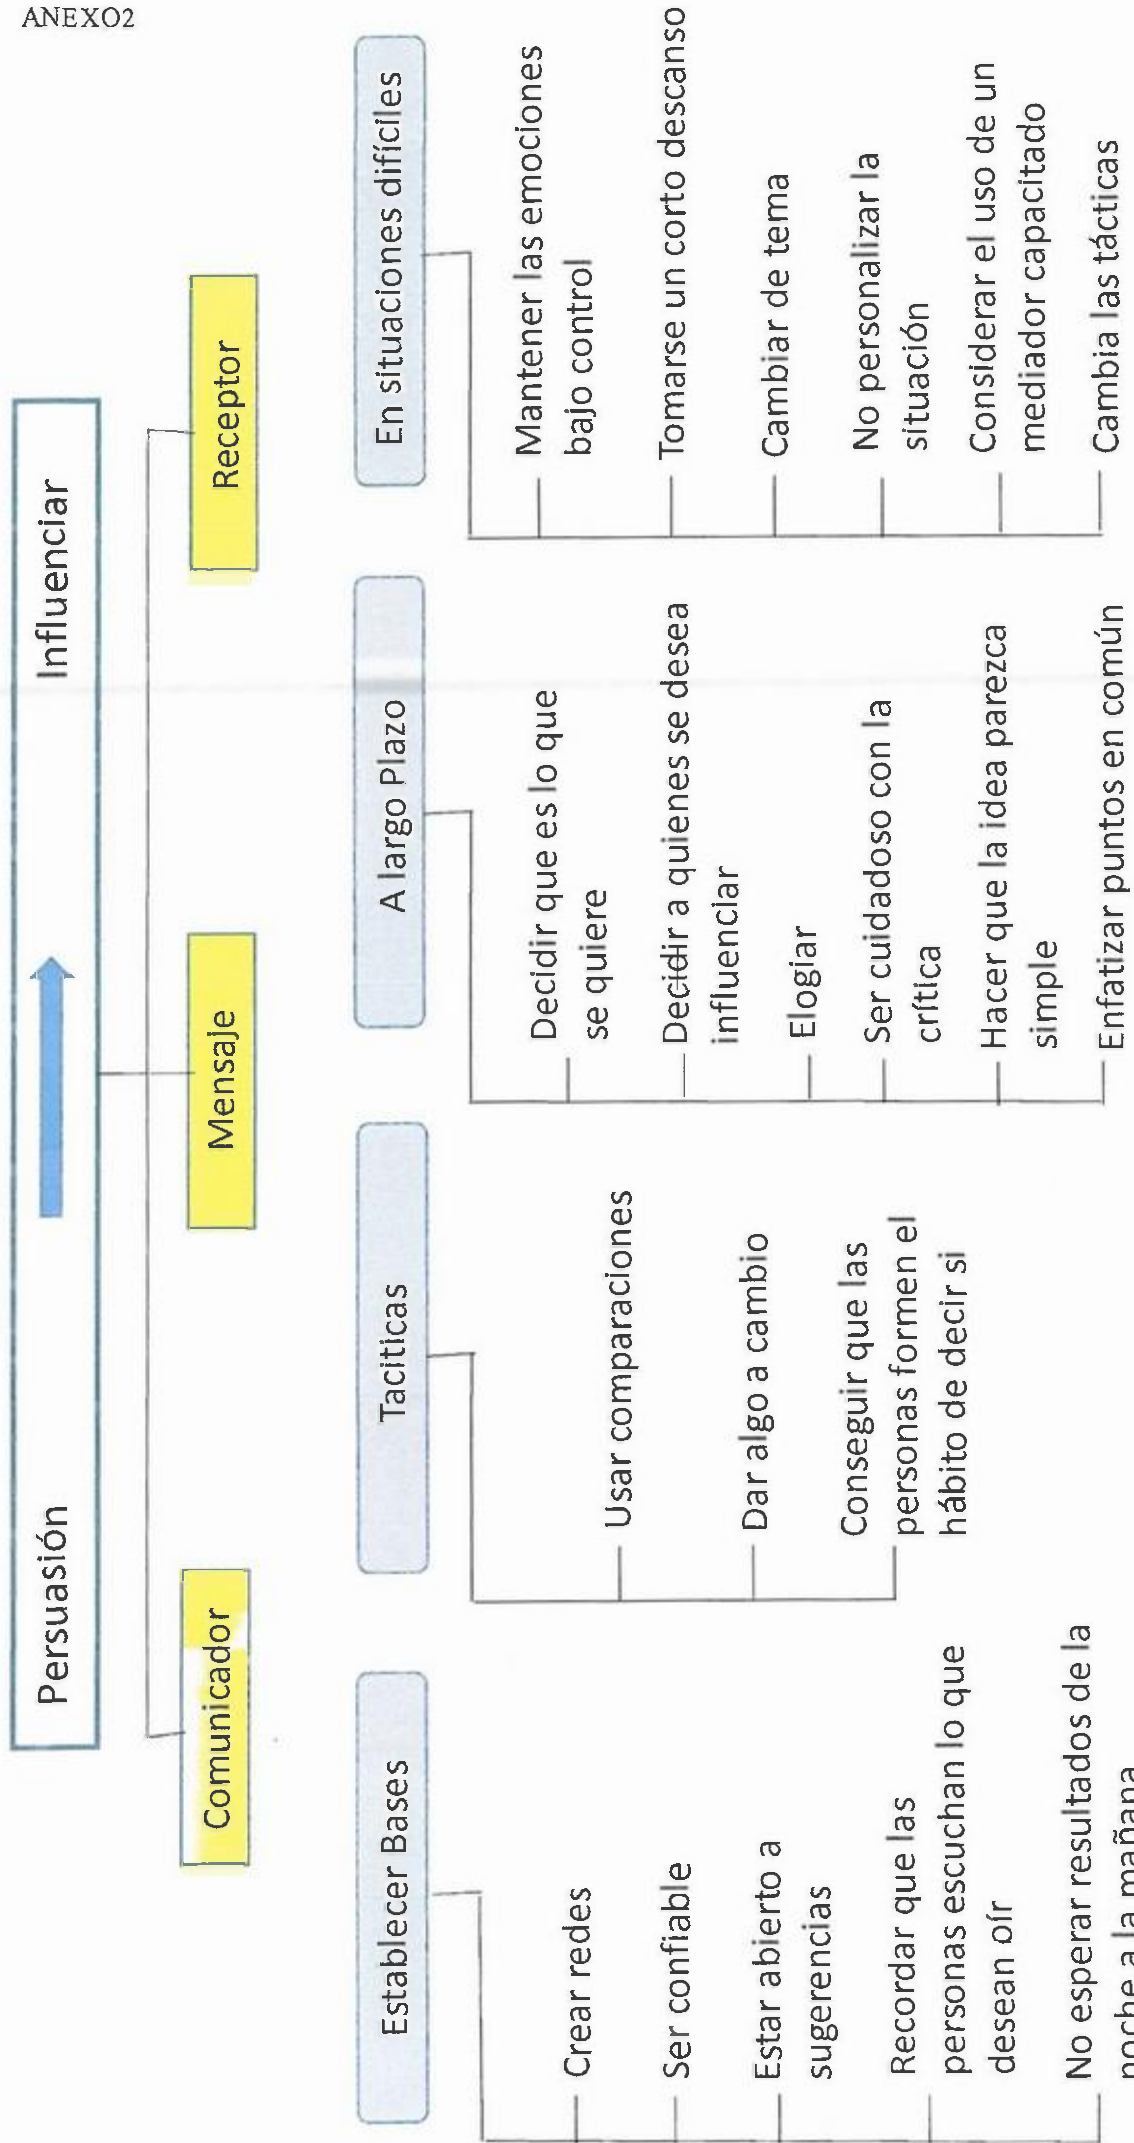 ANEXO2
Persuasión
Influenciar
Comunicador
Mensaje
Receptor
Establecer Bases
Crear redes
Ser confiable
Estar abierto a
sugerencias
Recordar que las
personas escuchan lo que
desean oír
No esperar resultados de la
noche a la mañana
Taciticas
Usar comparaciones
Dar algo a cambio
Conseguir que las
personas formen el
hábito de decir si
A largo Plazo
Decidir que es lo que
se quiere
Decidir a quienes se desea
influenciar
Elogiar
Ser cuidadoso con la
crítica
Hacer que la idea parezca
simple
Enfatizar puntos en común
En situaciones difíciles
Mantener las emociones
bajo control
Tomarse un corto descanso
Cambiar de tema
No personalizar la
situación
Considerar el uso de un
mediador capacitado
Cambia las tácticas